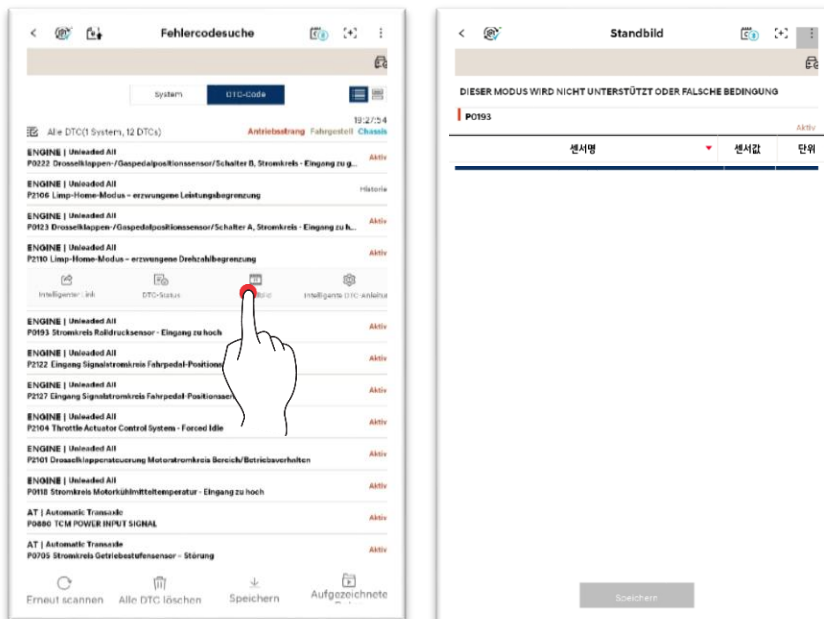 Fehlercodesuche
System
DTC-Code
19:27:54
Alle DTC(1 System, 12 DTCs)
Antriebsstrang Fahrgestell Chassis
ENGINE | Unleaded All
P0222 Drosselklappen-/Gaspedalpositionssensor/Schalter B, Stromkreis - Eingang zu g...
Aktiv
ENGINE | Unleaded All
P2106 Limp-Home-Modus – erzwungene Leistungsbegrenzung
Historie
ENGINE | Unleaded All
P0123 Drosselklappen-/Gaspedalpositionssensor/Schalter A, Stromkreis - Eingang zu h...
Aktiv
ENGINE | Unleaded All
P2110 Limp-Home-Modus – erzwungene Drehzahlbegrenzung
Aktiv
Intelligenter Link
DTC-Status
Intelligente DTC-Anleitu
ENGINE | Unleaded All
P0193 Stromkreis Raildrucksensor - Eingang zu hoch
Aktiv
ENGINE | Unleaded All
P2122 Eingang Signalstromkreis Fahrpedal-Positions
Aktiv
ENGINE | Unleaded All
P2127 Eingang Signalstromkreis Fahrpedal-Positionssen
Aktiv
ENGINE | Unleaded All
P2104 Throttle Actuator Control System - Forced Idle
Aktiv
ENGINE | Unleaded All
P2101 Drosselklappensteuerung Motorstromkreis Bereich/Betriebsverhalten
Aktiv
ENGINE | Unleaded All
P0118 Stromkreis Motorkühlmitteltemperatur - Eingang zu hoch
Aktiv
AT | Automatic Transaxle
P0880 TCM POWER INPUT SIGNAL
Aktiv
AT | Automatic Transaxle
P0705 Stromkreis Getriebestufensensor – Störung
Aktiv
Erneut scannen
Alle DTC löschen
Speichern
Aufgezeichnete
Standbild
DIESER MODUS WIRD NICHT UNTERSTÜTZT ODER FALSCHE BEDINGUNG
P0193
Aktiv
센서명
센서값
단위
Speichern